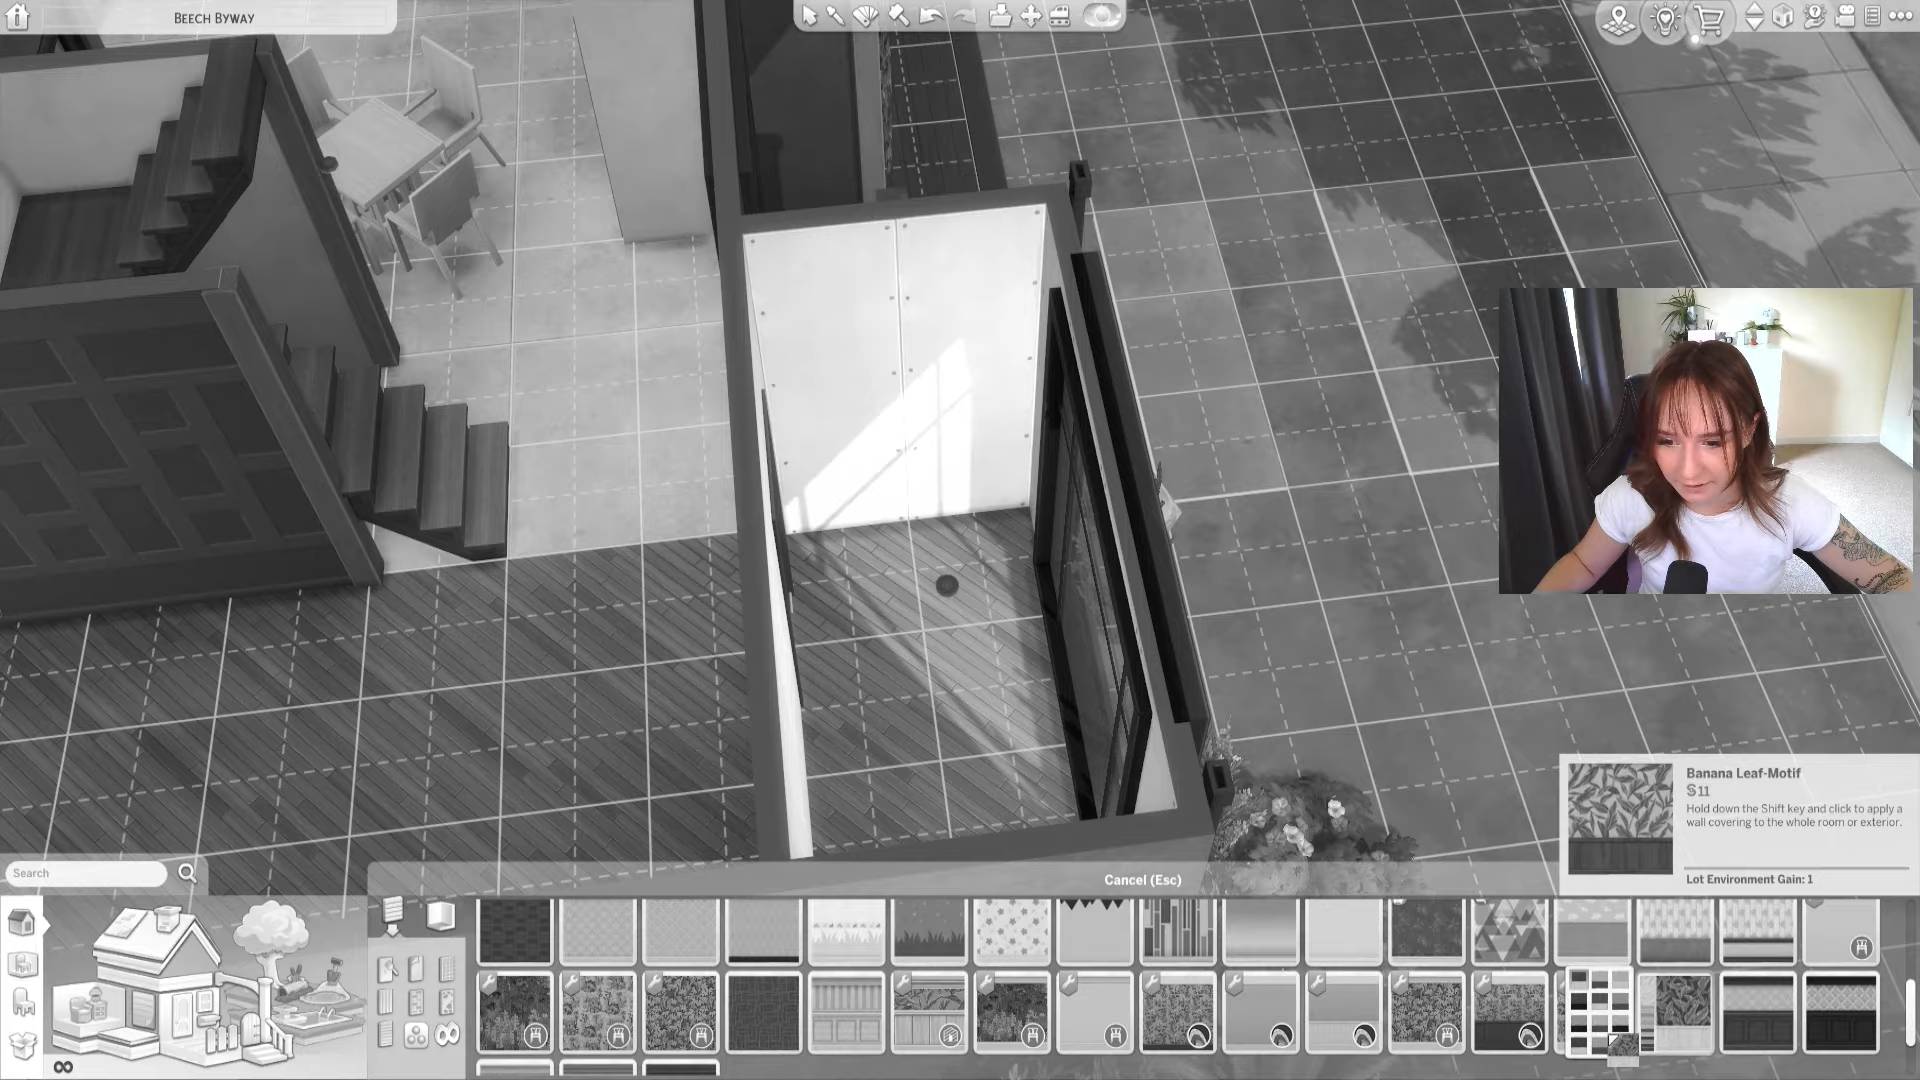 BEECH BYWAY
Banana Leaf-Motif
§11
Hold down the Shift key and click to apply a
wall covering to the whole room or exterior.
Lot Environment Gain: 1
Search
Cancel (Esc)